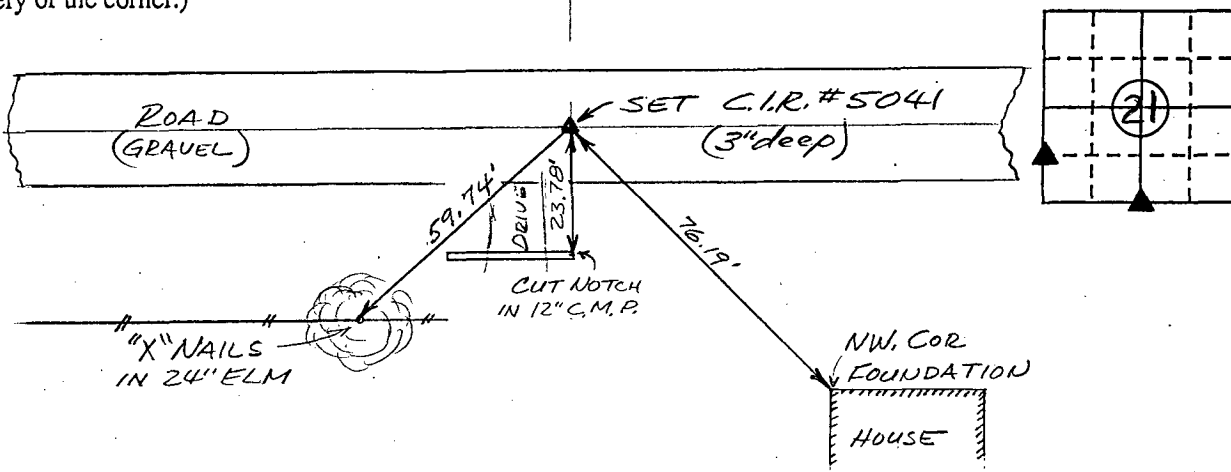 ery of the corner.)
ROAD
(GRAVEL)
SET C.I.R. #5041
(3"deep)
21
59.74'
DRIVE
23.78'
76.19'
CUT NOTCH
IN 12" C.M.P.
"X" NAILS
IN 24" ELM
NW. COR
FOUNDATION
HOUSE